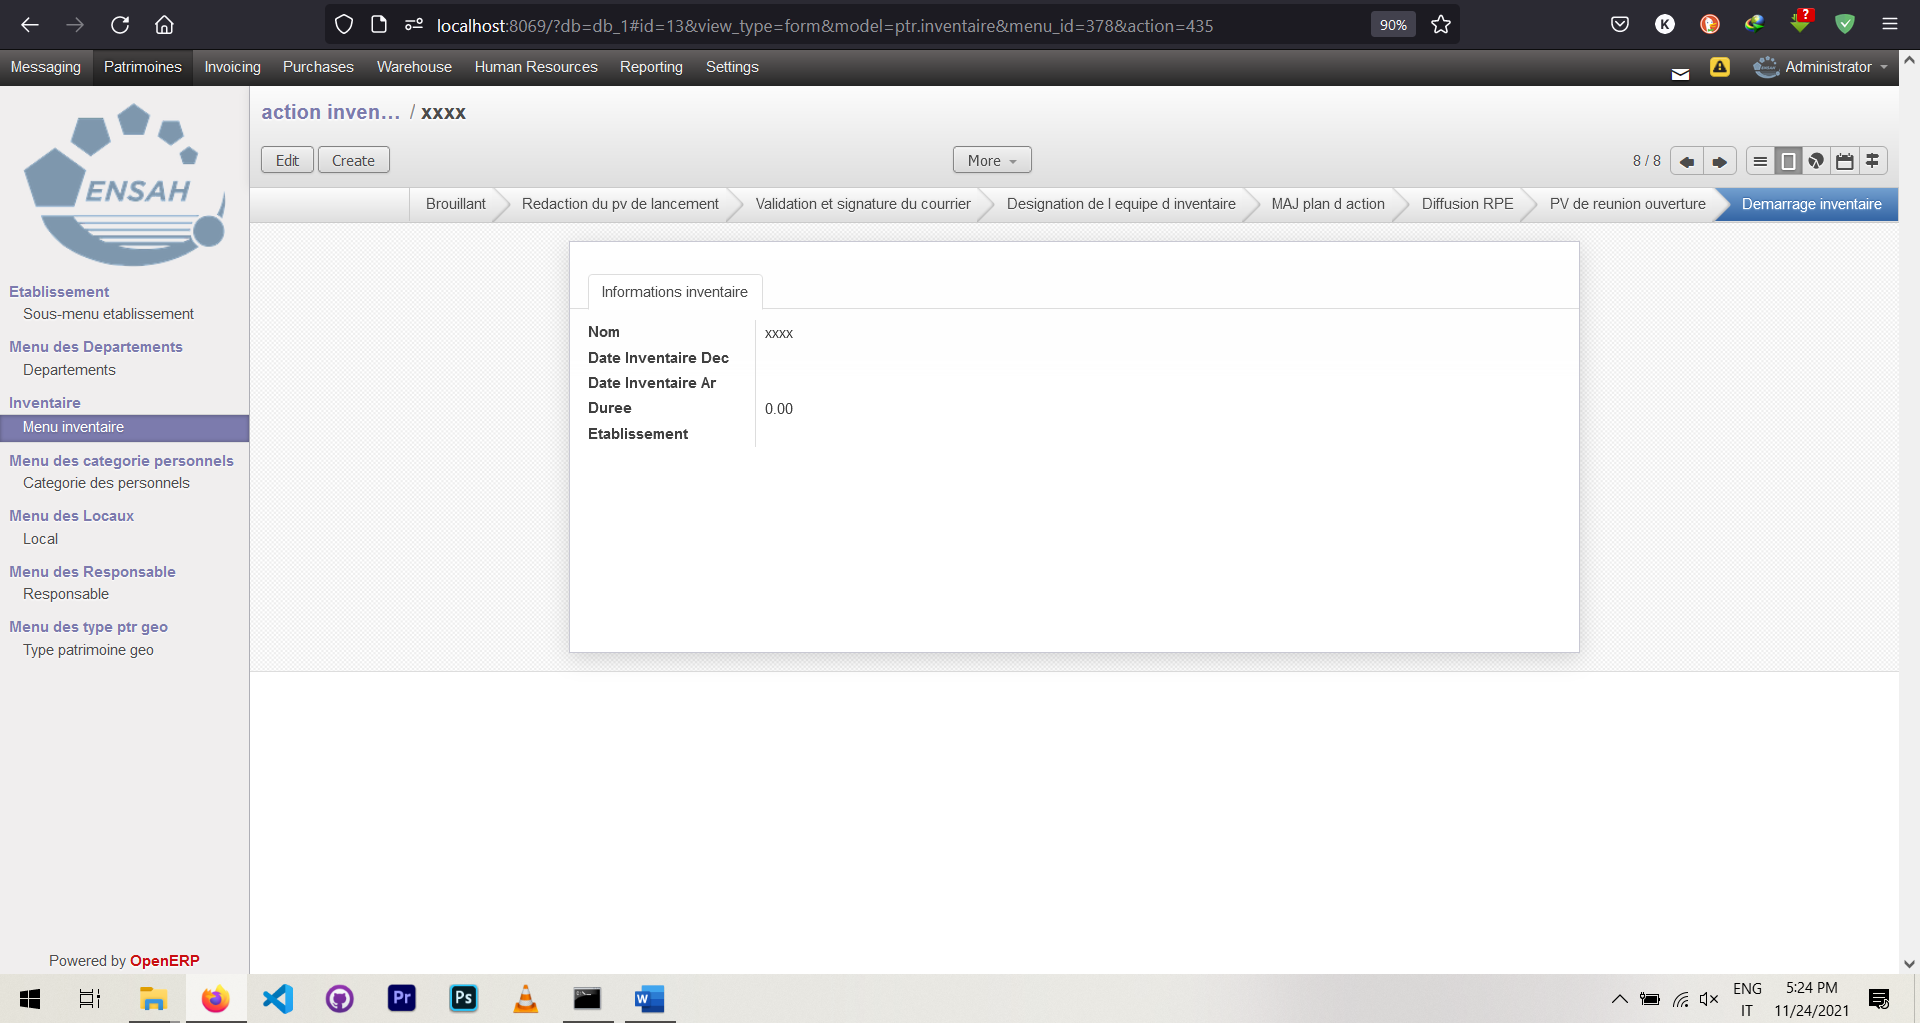 localhost:8069/?db=db_1#id=13&view_type=form&model=ptr.inventaire&menu_id=378&action=435
90%
K
?
Messaging Patrimoines Invoicing Purchases Warehouse Human Resources Reporting Settings
Administrator
ENSAH
action inven... / xxxx
Edit Create More 8 / 8
Brouillant Redaction du pv de lancement Validation et signature du courrier Designation de l equipe d inventaire MAJ plan d action Diffusion RPE PV de reunion ouverture Demarrage inventaire
Etablissement
Sous-menu etablissement
Menu des Departements
Departements
Inventaire
Menu inventaire
Menu des categorie personnels
Categorie des personnels
Menu des Locaux
Local
Menu des Responsable
Responsable
Menu des type ptr geo
Type patrimoine geo
Powered by OpenERP
Informations inventaire
Nom xxxx
Date Inventaire Dec
Date Inventaire Ar
Duree 0.00
Etablissement
Pr
Ps
W
ENG
IT
5:24 PM
11/24/2021